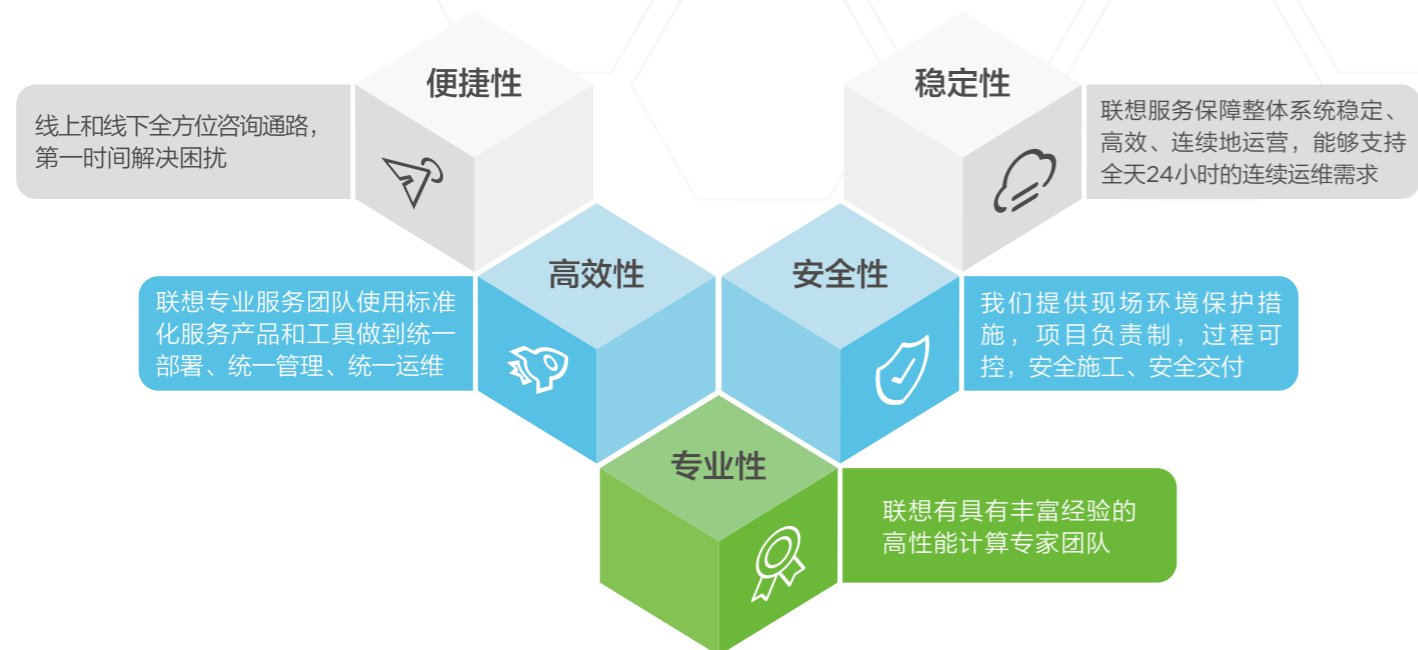 便捷性
线上和线下全方位咨询通路，
第一时间解决困扰
稳定性
联想服务保障整体系统稳定、
高效、连续地运营，能够支持
全天24小时的连续运维需求
高效性
联想专业服务团队使用标准
化服务产品和工具做到统一
部署、统一管理、统一运维
安全性
我们提供现场环境保护措
施，项目负责制，过程可
控，安全施工、安全交付
专业性
联想有具有丰富经验的
高性能计算专家团队